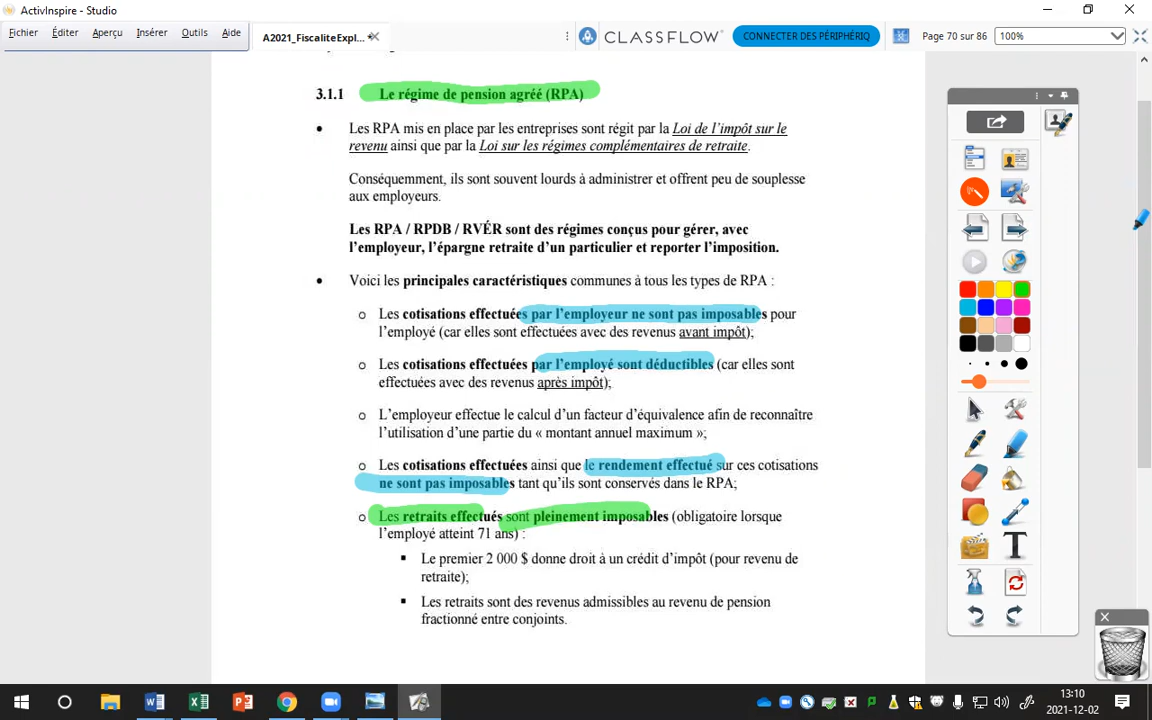 ActivInspire - Studio
Fichier Éditer Aperçu Insérer Outils Aide
A2021_FiscaliteExpl...
CLASSFLOW
CONNECTER DES PÉRIPHÉRIQ
Page 70 sur 86
100%
3.1.1 Le régime de pension agréé (RPA)
• Les RPA mis en place par les entreprises sont régit par la Loi de l'impôt sur le
revenu ainsi que par la Loi sur les régimes complémentaires de retraite.
Conséquemment, ils sont souvent lourds à administrer et offrent peu de souplesse
aux employeurs.
Les RPA / RPDB / RVÉR sont des régimes conçus pour gérer, avec
l'employeur, l'épargne retraite d'un particulier et reporter l'imposition.
• Voici les principales caractéristiques communes à tous les types de RPA :
o Les cotisations effectuées par l'employeur ne sont pas imposables pour
l'employé (car elles sont effectuées avec des revenus avant impôt);
o Les cotisations effectuées par l'employé sont déductibles (car elles sont
effectuées avec des revenus après impôt);
o L'employeur effectue le calcul d'un facteur d'équivalence afin de reconnaître
l'utilisation d'une partie du « montant annuel maximum »;
o Les cotisations effectuées ainsi que le rendement effectué sur ces cotisations
ne sont pas imposables tant qu'ils sont conservés dans le RPA;
o Les retraits effectués sont pleinement imposables (obligatoire lorsque
l'employé atteint 71 ans) :
▪ Le premier 2 000 $ donne droit à un crédit d'impôt (pour revenu de
retraite);
▪ Les retraits sont des revenus admissibles au revenu de pension
fractionné entre conjoints.
13:10
2021-12-02